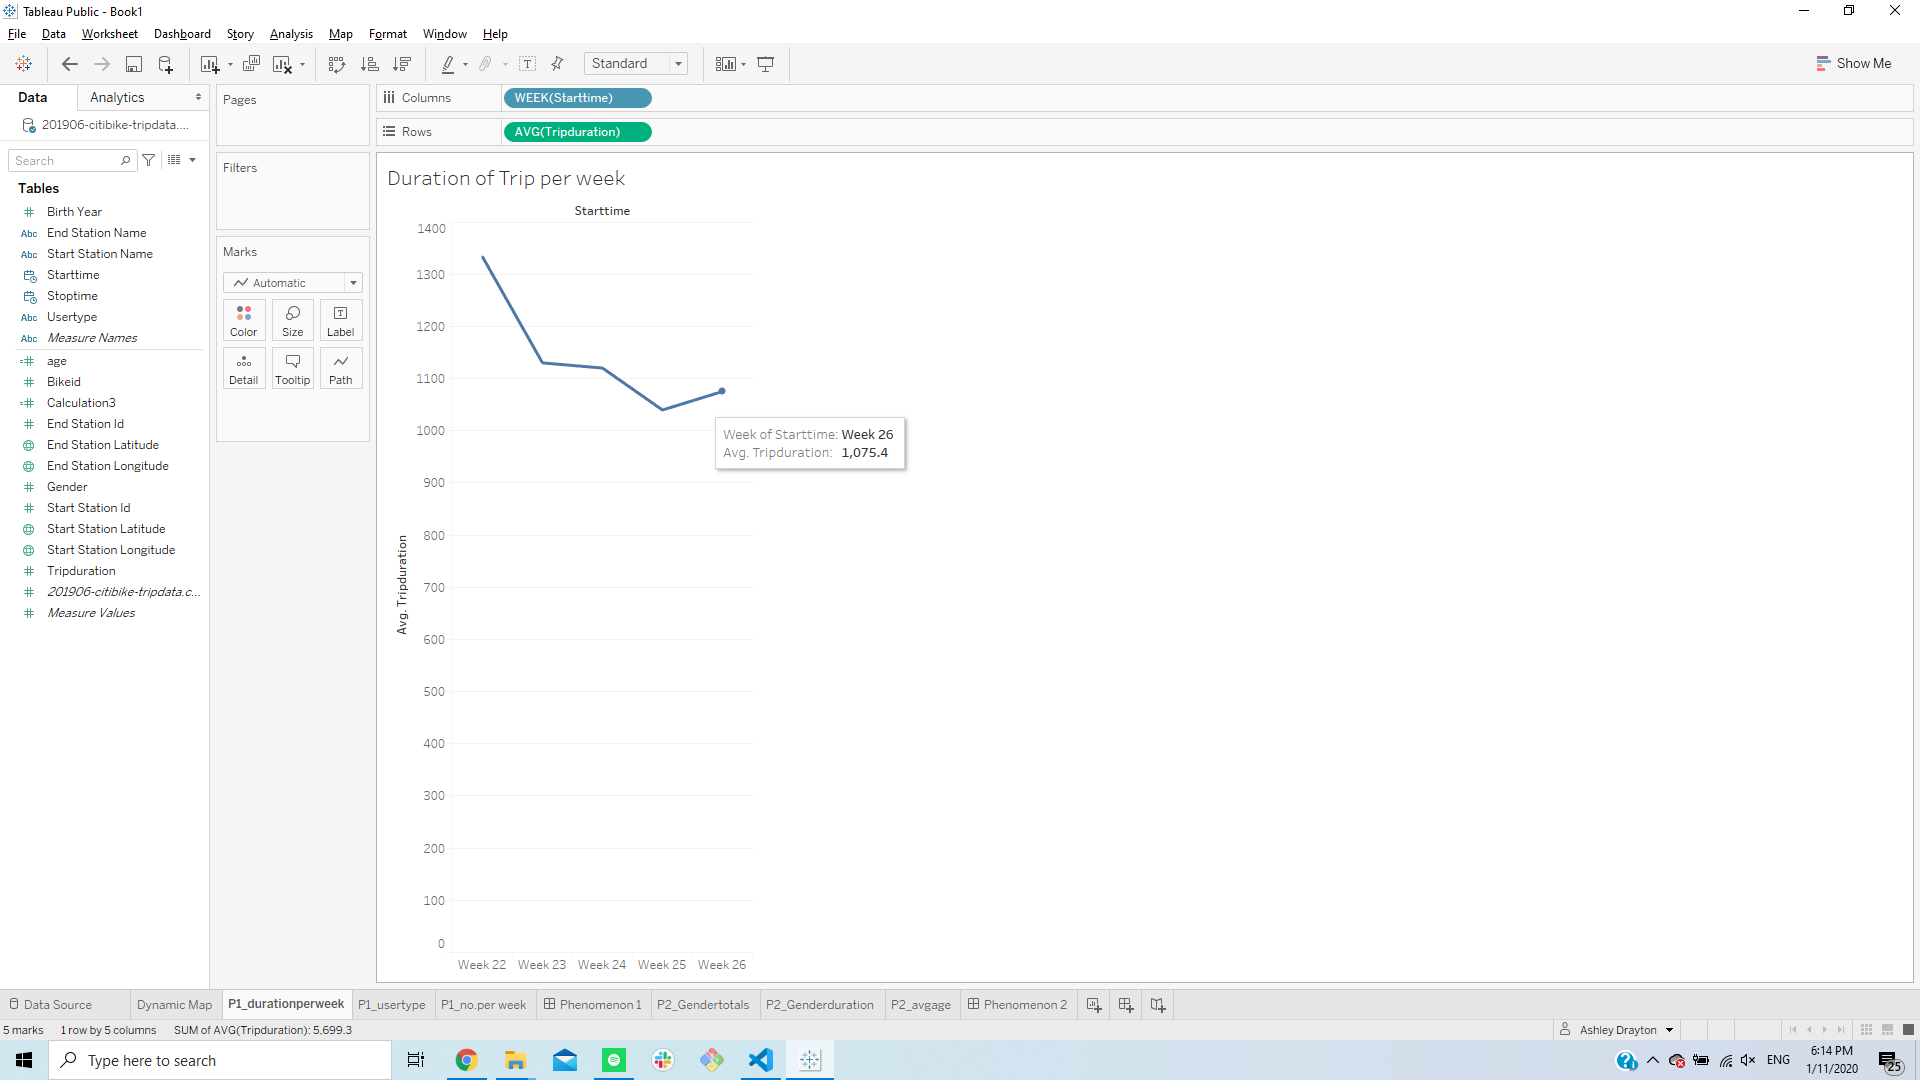 Tableau Public - Book1
File Data Worksheet Dashboard Story Analysis Map Format Window Help
Standard
Show Me
Data Analytics
201906-citibike-tripdata....
Search
Tables
Birth Year
Abc End Station Name
Abc Start Station Name
Starttime
Stoptime
Abc Usertype
Abc Measure Names
age
Bikeid
Calculation3
End Station Id
End Station Latitude
End Station Longitude
Gender
Start Station Id
Start Station Latitude
Start Station Longitude
Tripduration
201906-citibike-tripdata.c...
Measure Values
Pages
Filters
Marks
Automatic
Color Size Label
Detail Tooltip Path
Columns WEEK(Starttime)
Rows AVG(Tripduration)
Duration of Trip per week
Starttime
1400
1300
1200
1100
1000
900
800
700
600
500
400
300
200
100
0
Avg. Tripduration
Week of Starttime: Week 26
Avg. Tripduration: 1,075.4
Week 22 Week 23 Week 24 Week 25 Week 26
Data Source Dynamic Map P1_durationperweek P1_usertype P1_no.per week Phenomenon 1 P2_Gendertotals P2_Genderduration P2_avgage Phenomenon 2
5 marks 1 row by 5 columns SUM of AVG(Tripduration): 5,699.3
Ashley Drayton
Type here to search
ENG
6:14 PM
1/11/2020
25